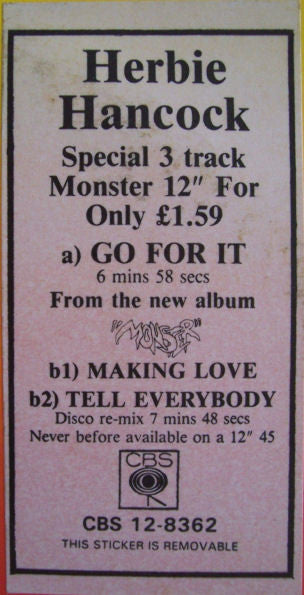 Herbie
Hancock
Special 3 track
Monster 12" For
Only £1.59
a) GO FOR IT
6 mins 58 secs
From the new album
"MONSTER"
b1) MAKING LOVE
b2) TELL EVERYBODY
Disco re-mix 7 mins 48 secs
Never before available on a 12" 45
CBS
CBS 12-8362
THIS STICKER IS REMOVABLE